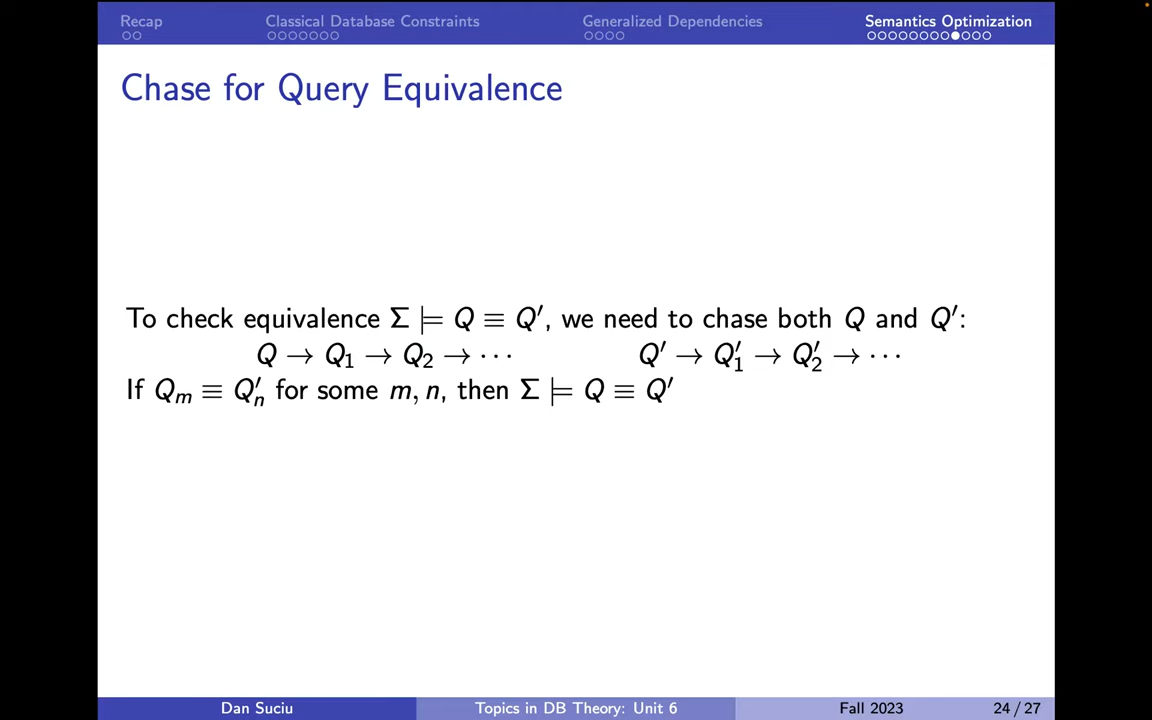 Recap Classical Database Constraints Generalized Dependencies Semantics Optimization
Chase for Query Equivalence
To check equivalence Σ ⊨ Q ≡ Q′, we need to chase both Q and Q′:
Q → Q₁ → Q₂ → ⋯ Q′ → Q′₁ → Q′₂ → ⋯
If Qₘ ≡ Q′ₙ for some m, n, then Σ ⊨ Q ≡ Q′
Dan Suciu Topics in DB Theory: Unit 6 Fall 2023 24 / 27